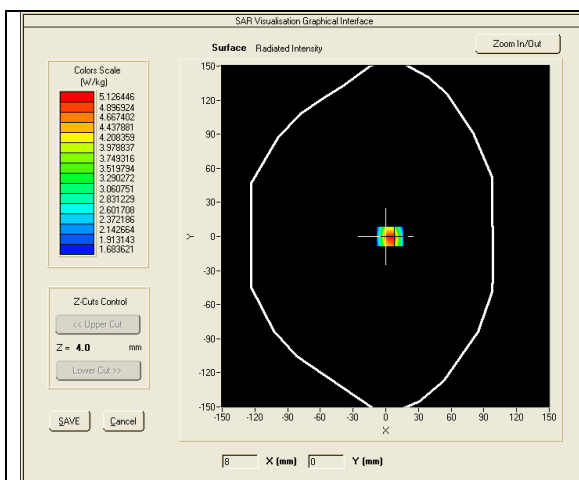 SAR Visualisation Graphical Interface
Surface Radiated Intensity
Zoom In/Out
Colors Scale
(W/kg)
5.126446
4.896924
4.667402
4.437881
4.208359
3.978837
3.749316
3.519794
3.290272
3.060751
2.831229
2.601708
2.372186
2.142664
1.913143
1.683621
Z-Cuts Control
<< Upper Cut
Z = 4.0 mm
Lower Cut >>
SAVE Cancel
150-
120-
90-
60-
30-
0-
-30-
-60-
-90-
-120-
-150-
Y
-150 -120 -90 -60 -30 0 30 60 90 120 150
X
8 X (mm) 0 Y (mm)